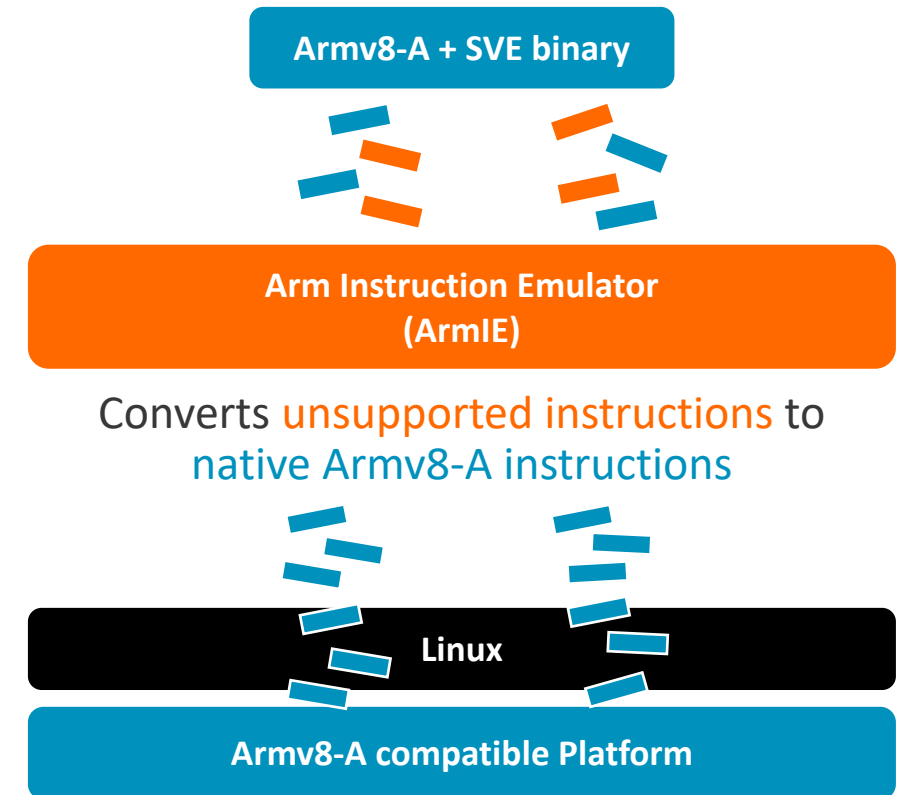 Armv8-A + SVE binary
Arm Instruction Emulator
(ArmIE)
Converts unsupported instructions to
native Armv8-A instructions
Linux
Armv8-A compatible Platform